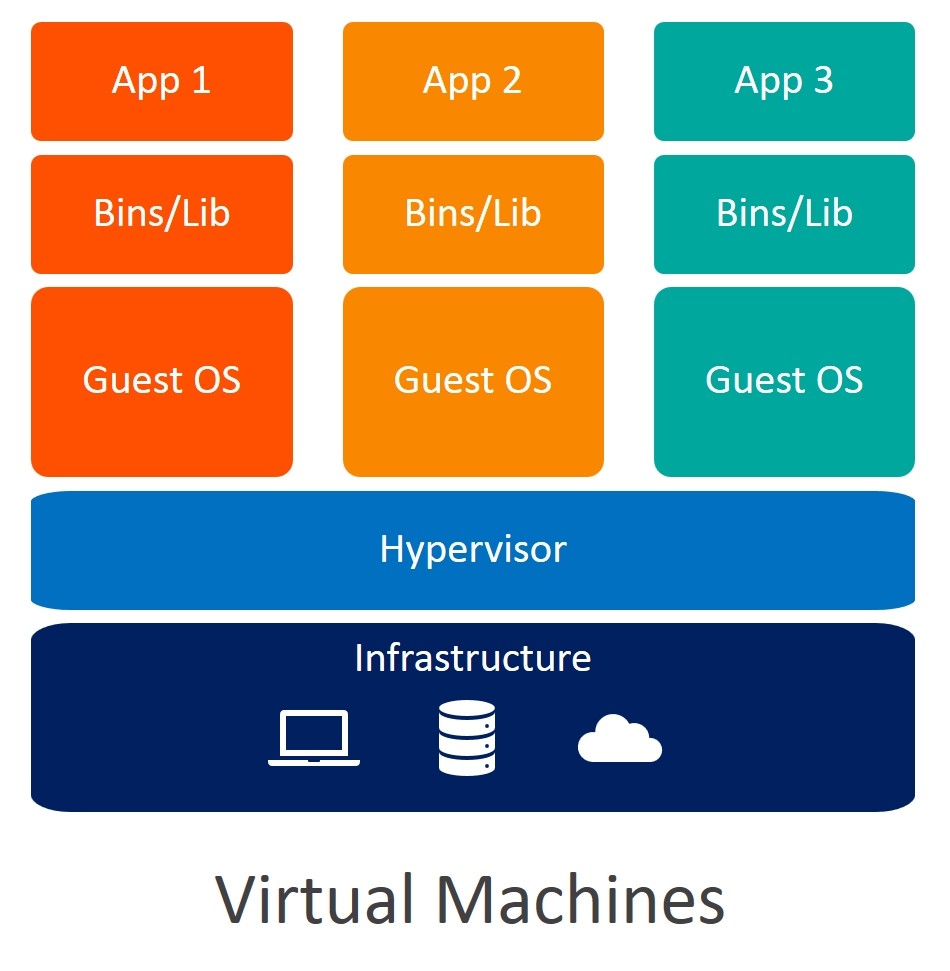 App 1
App 2
App 3
Bins/Lib
Bins/Lib
Bins/Lib
Guest OS
Guest OS
Guest OS
Hypervisor
Infrastructure
Virtual Machines